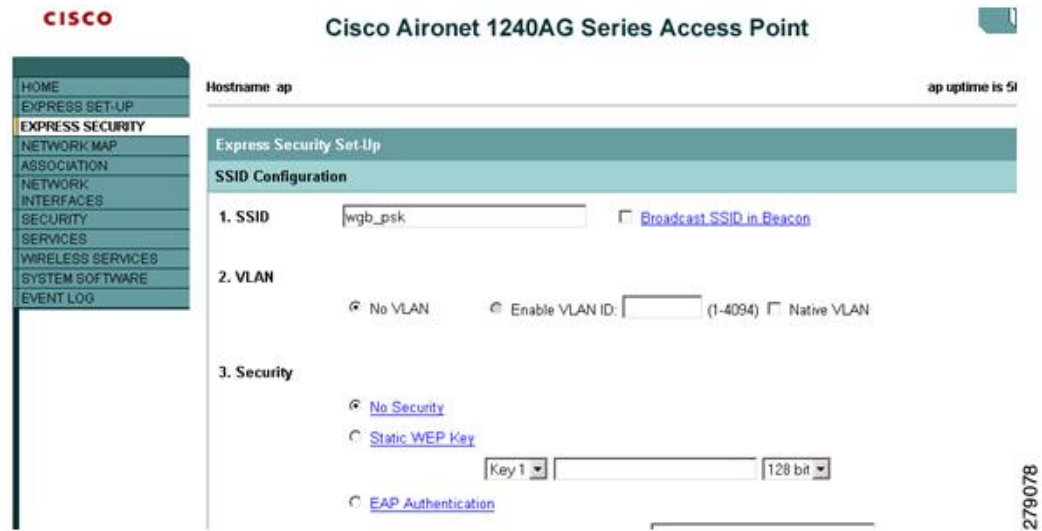 CISCO
Cisco Aironet 1240AG Series Access Point
HOME
EXPRESS SET-UP
EXPRESS SECURITY
NETWORK MAP
ASSOCIATION
NETWORK
INTERFACES
SECURITY
SERVICES
WIRELESS SERVICES
SYSTEM SOFTWARE
EVENT LOG
Hostname ap
ap uptime is
Express Security Set-Up
SSID Configuration
1. SSID wgb_psk Broadcast SSID in Beacon
2. VLAN
No VLAN Enable VLAN ID: (1-4094) Native VLAN
3. Security
No Security
Static WEP Key
Key 1 128 bit
EAP Authentication
279078